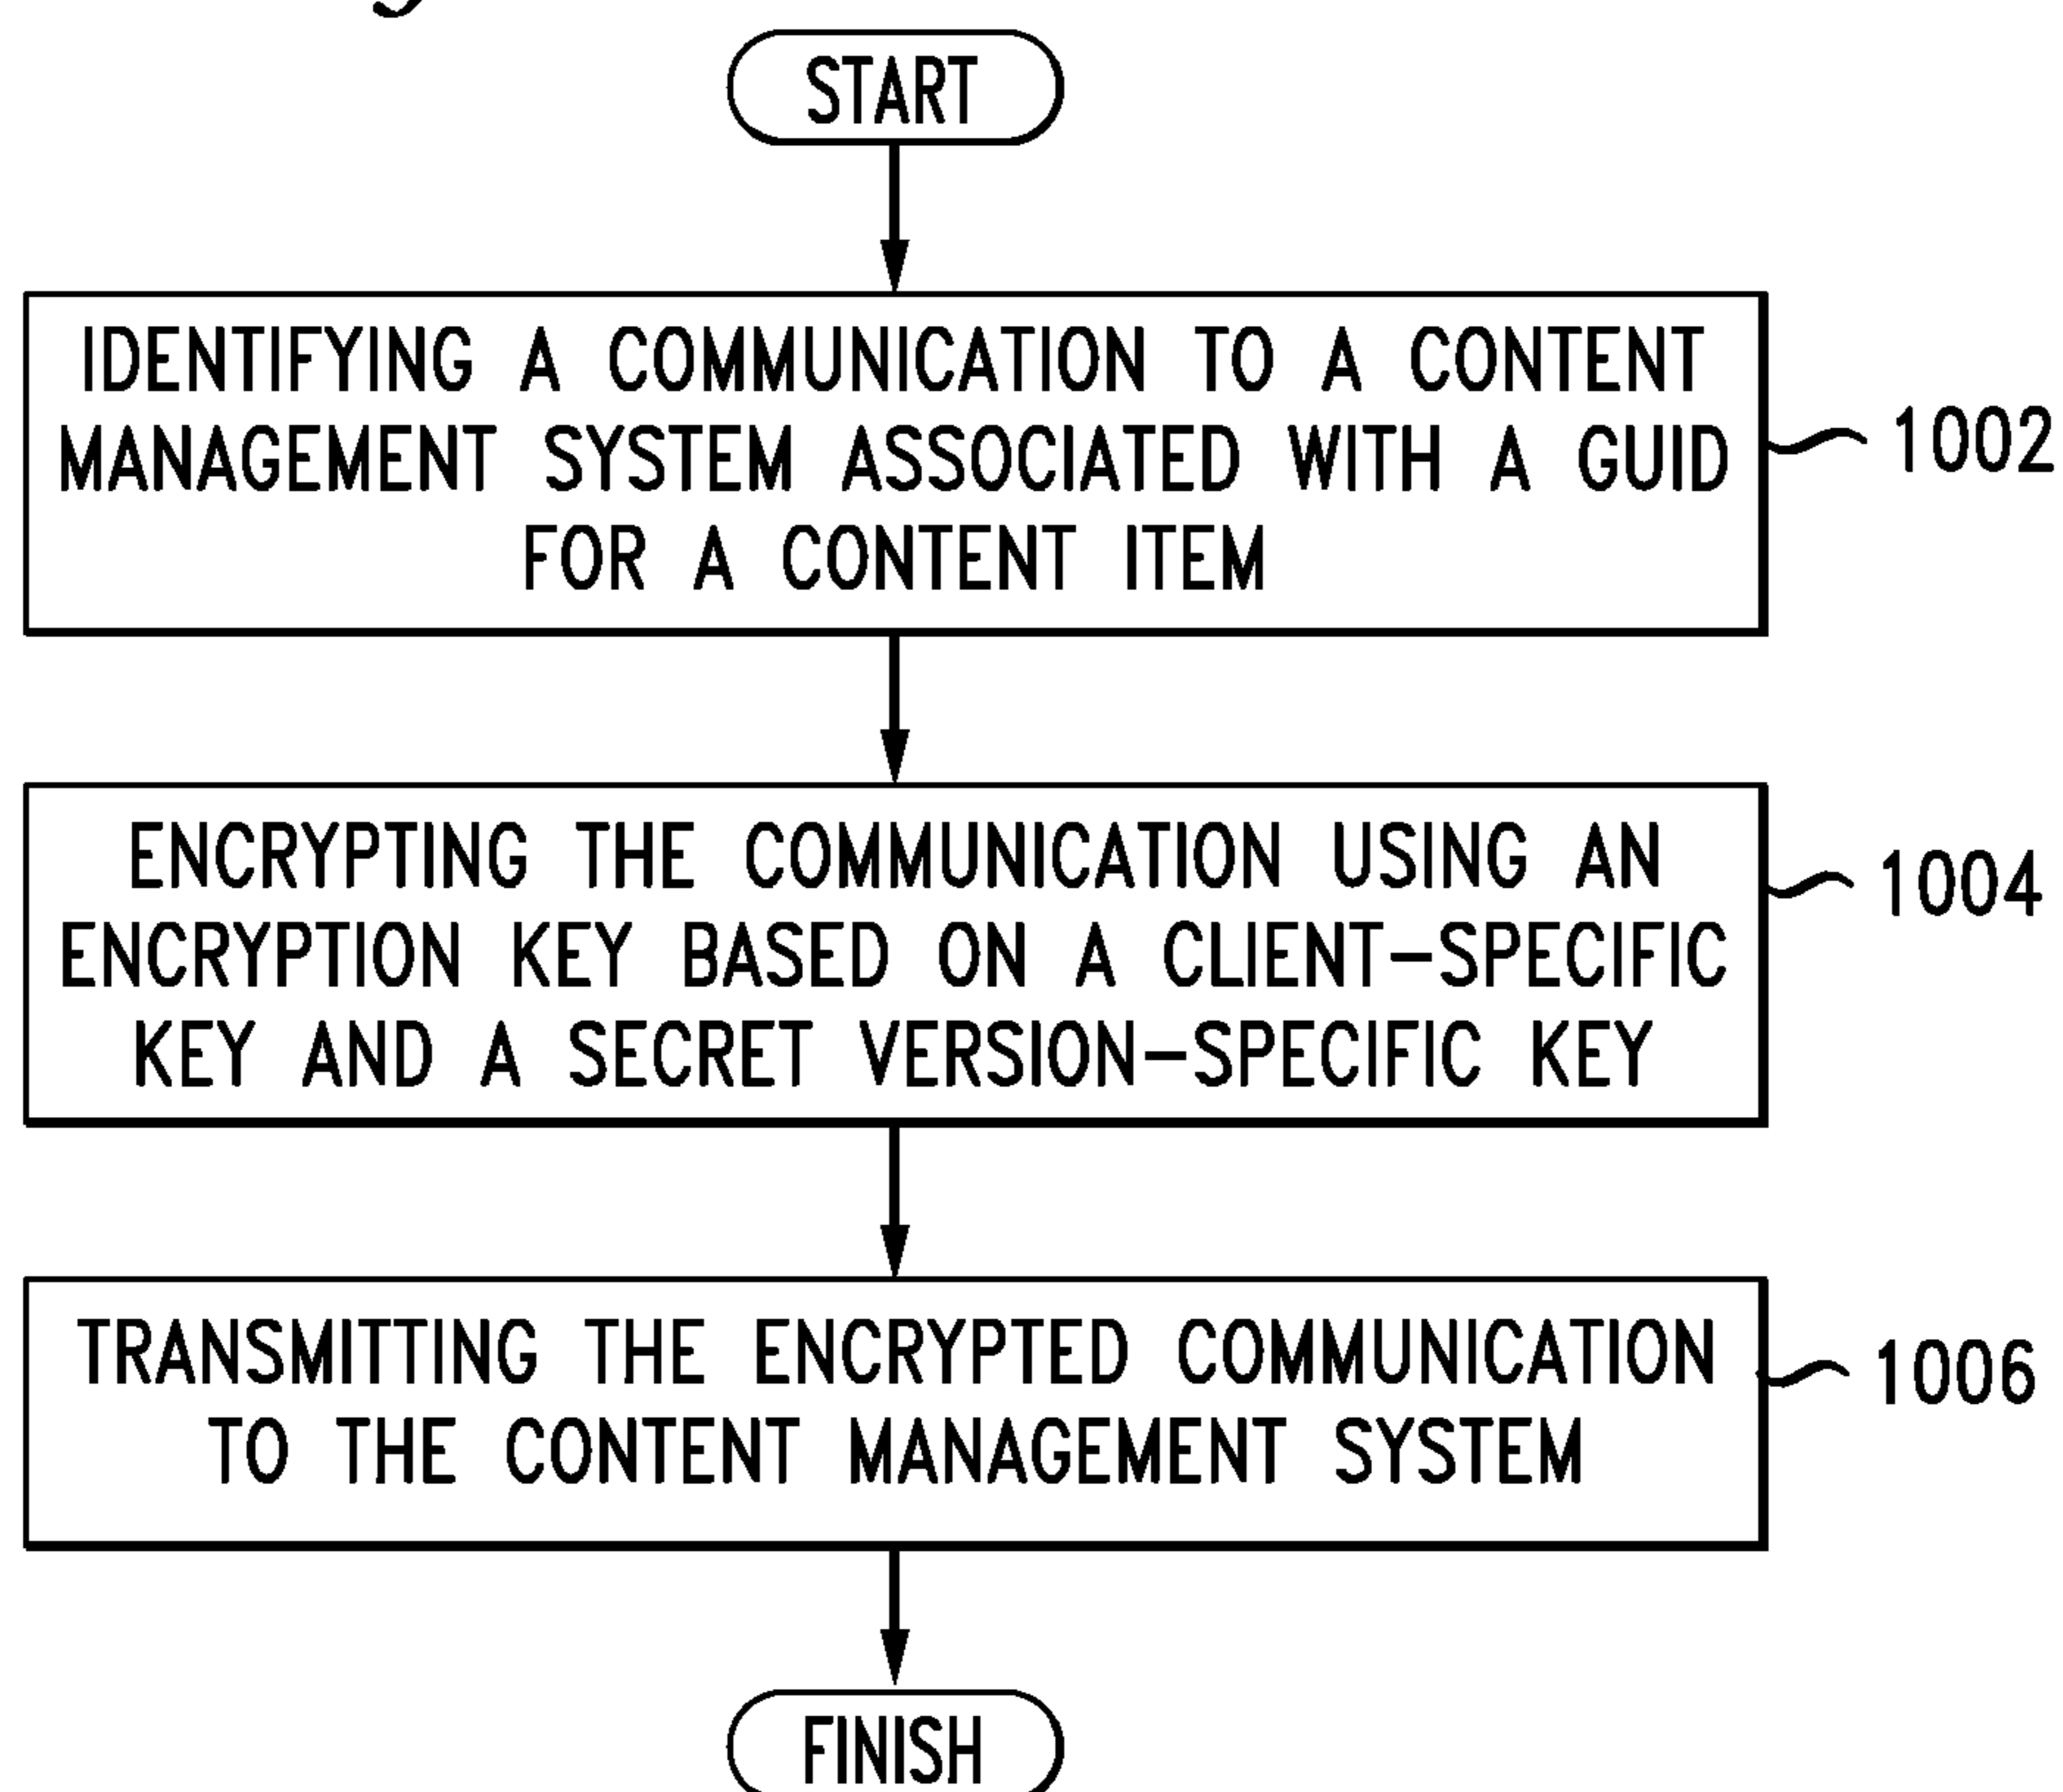 START
IDENTIFYING A COMMUNICATION TO A CONTENT
MANAGEMENT SYSTEM ASSOCIATED WITH A GUID
FOR A CONTENT ITEM
1002
ENCRYPTING THE COMMUNICATION USING AN
ENCRYPTION KEY BASED ON A CLIENT-SPECIFIC
KEY AND A SECRET VERSION-SPECIFIC KEY
1004
TRANSMITTING THE ENCRYPTED COMMUNICATION
TO THE CONTENT MANAGEMENT SYSTEM
1006
FINISH